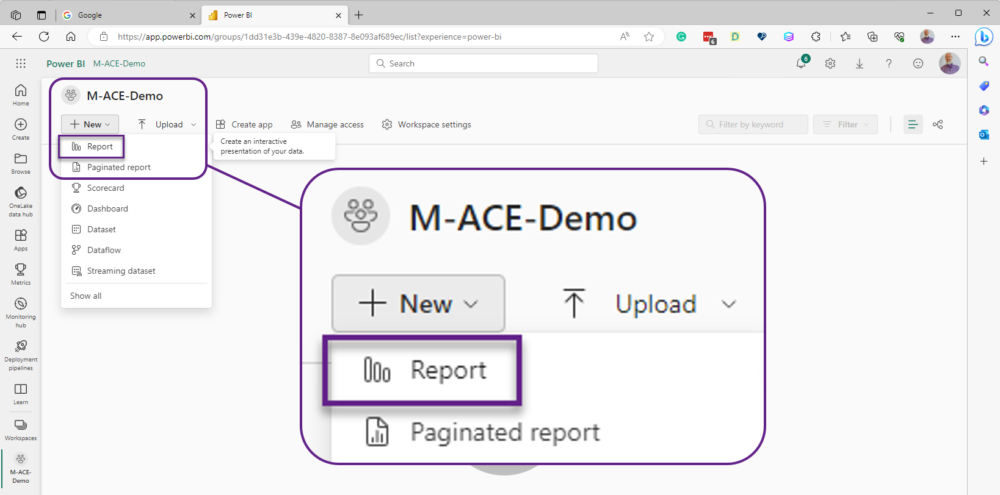 Google
Power BI
https://app.powerbi.com/groups/1dd31e3b-439e-4820-8387-8e093af689ec/list?experience=power-bi
6
Power BI M-ACE-Demo
Search
6
Home
Create
Browse
OneLake
data hub
Apps
Metrics
Monitoring
hub
Deployment
pipelines
Learn
Workspaces
M-ACE-
Demo
M-ACE-Demo
New
Upload
Create app
Manage access
Workspace settings
Filter by keyword
Filter
Report
Paginated report
Scorecard
Dashboard
Dataset
Dataflow
Streaming dataset
Show all
Create an interactive
presentation of your data.
M-ACE-Demo
New
Upload
Report
Paginated report